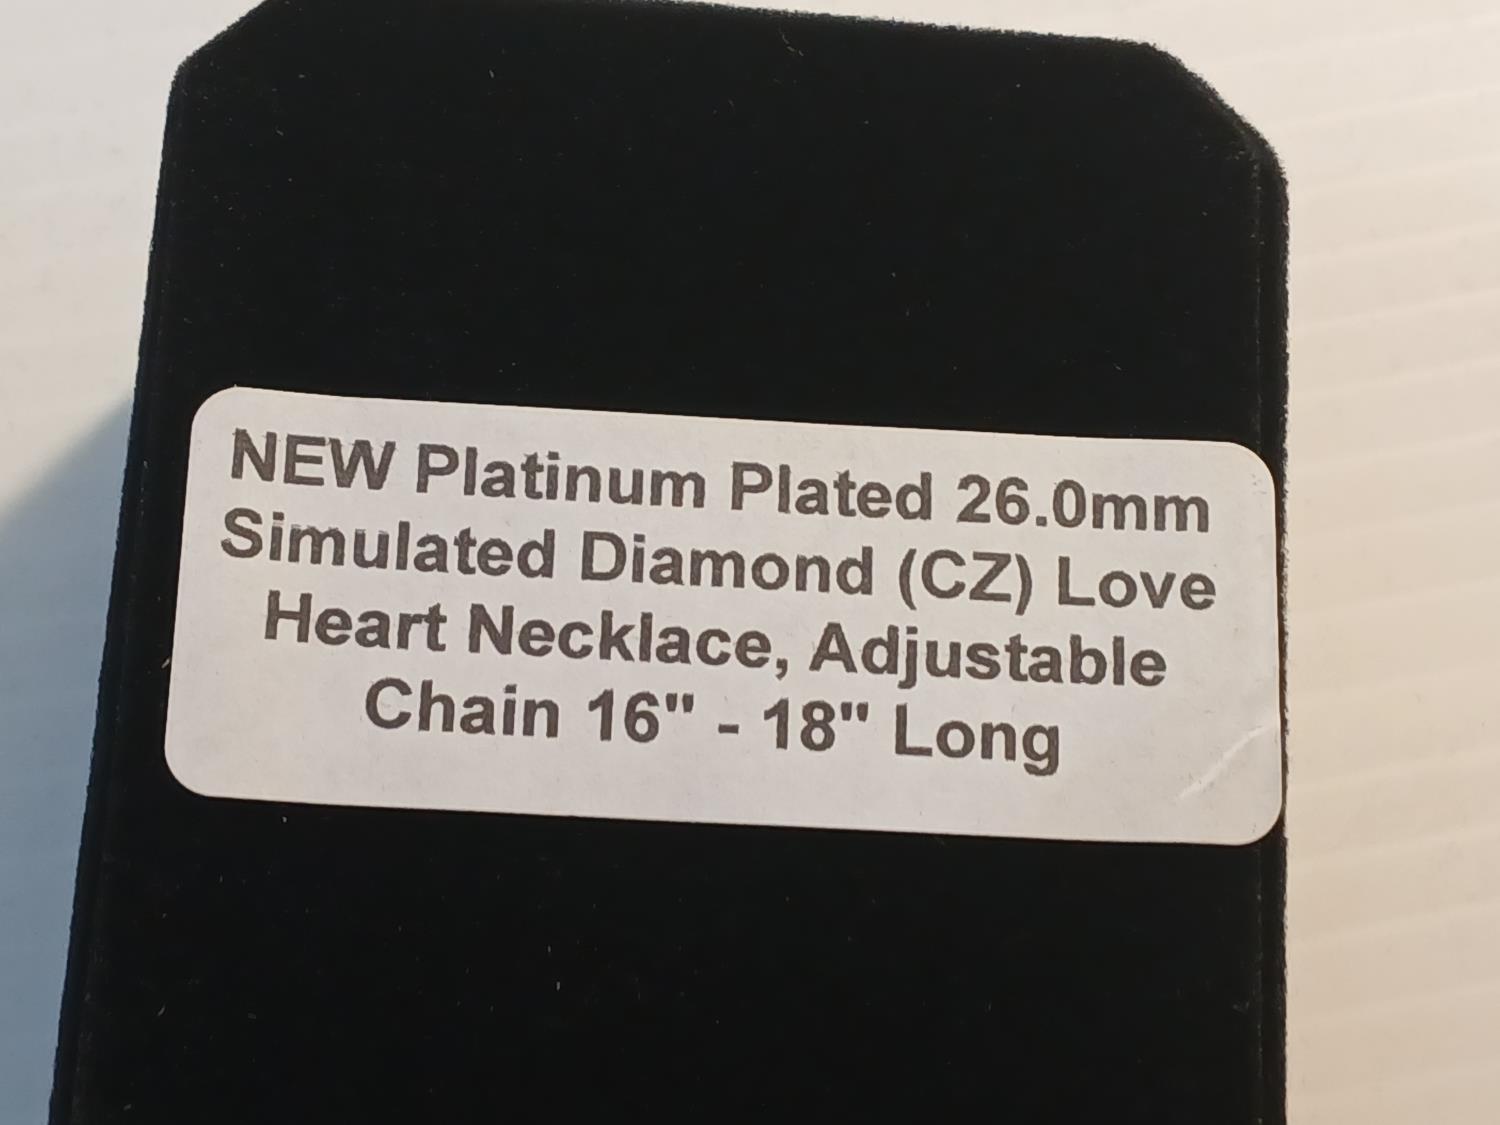 NEW Platinum Plated 26.0mm
Simulated Diamond (CZ) Love
Heart Necklace, Adjustable
Chain 16" - 18" Long